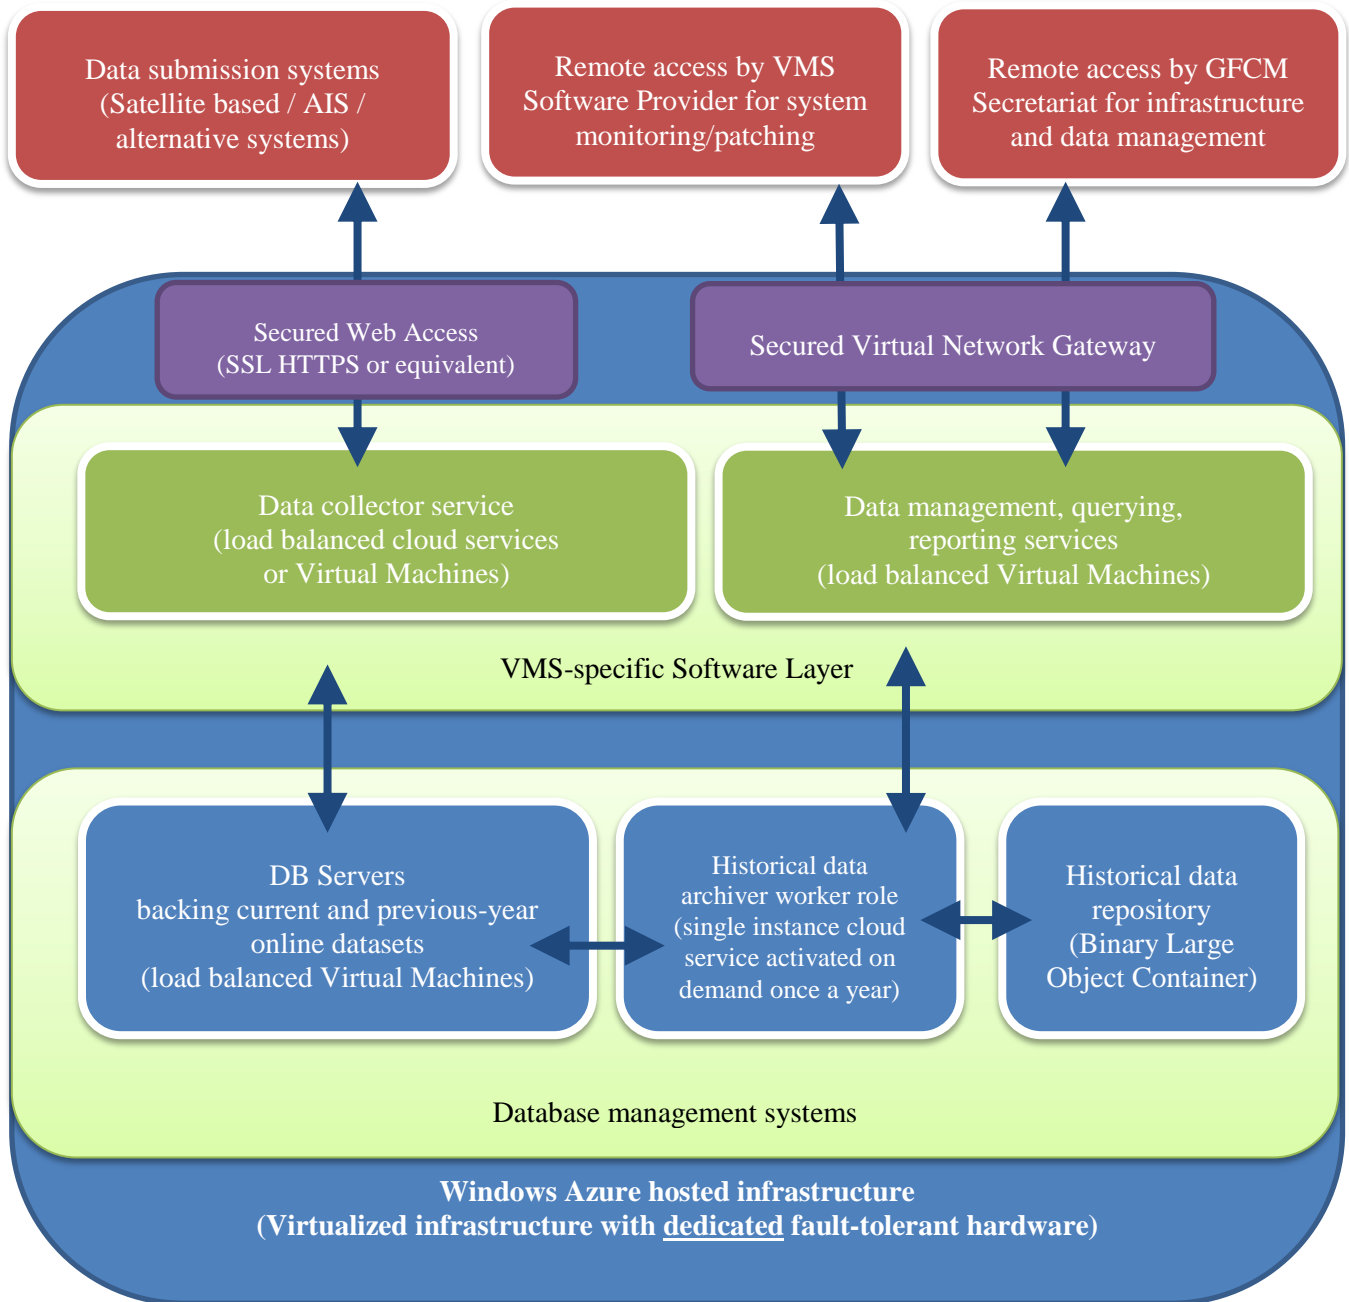 Data submission systems
(Satellite based / AIS /
alternative systems)
Remote access by VMS
Software Provider for system
monitoring/patching
Remote access by GFCM
Secretariat for infrastructure
and data management
Secured Web Access
(SSL HTTPS or equivalent)
Secured Virtual Network Gateway
Data collector service
(load balanced cloud services
or Virtual Machines)
Data management, querying,
reporting services
(load balanced Virtual Machines)
VMS-specific Software Layer
DB Servers
backing current and previous-year
online datasets
(load balanced Virtual Machines)
Historical data
archiver worker role
(single instance cloud
service activated on
demand once a year)
Historical data
repository
(Binary Large
Object Container)
Database management systems
Windows Azure hosted infrastructure
(Virtualized infrastructure with dedicated fault-tolerant hardware)